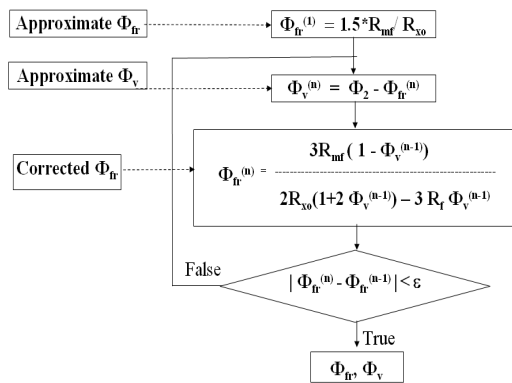 Approximate Φfr
Φfr⁽¹⁾ = 1.5*Rmf/ Rxo
Approximate Φv
Φv⁽ⁿ⁾ = Φ2 - Φfr⁽ⁿ⁾
Corrected Φfr
Φfr⁽ⁿ⁾ =
3Rmf ( 1 - Φv⁽ⁿ⁻¹⁾)
2Rxo(1+2 Φv⁽ⁿ⁻¹⁾) – 3 Rf Φv⁽ⁿ⁻¹⁾
False
| Φfr⁽ⁿ⁾ - Φfr⁽ⁿ⁻¹⁾ | < ε
True
Φfr, Φv